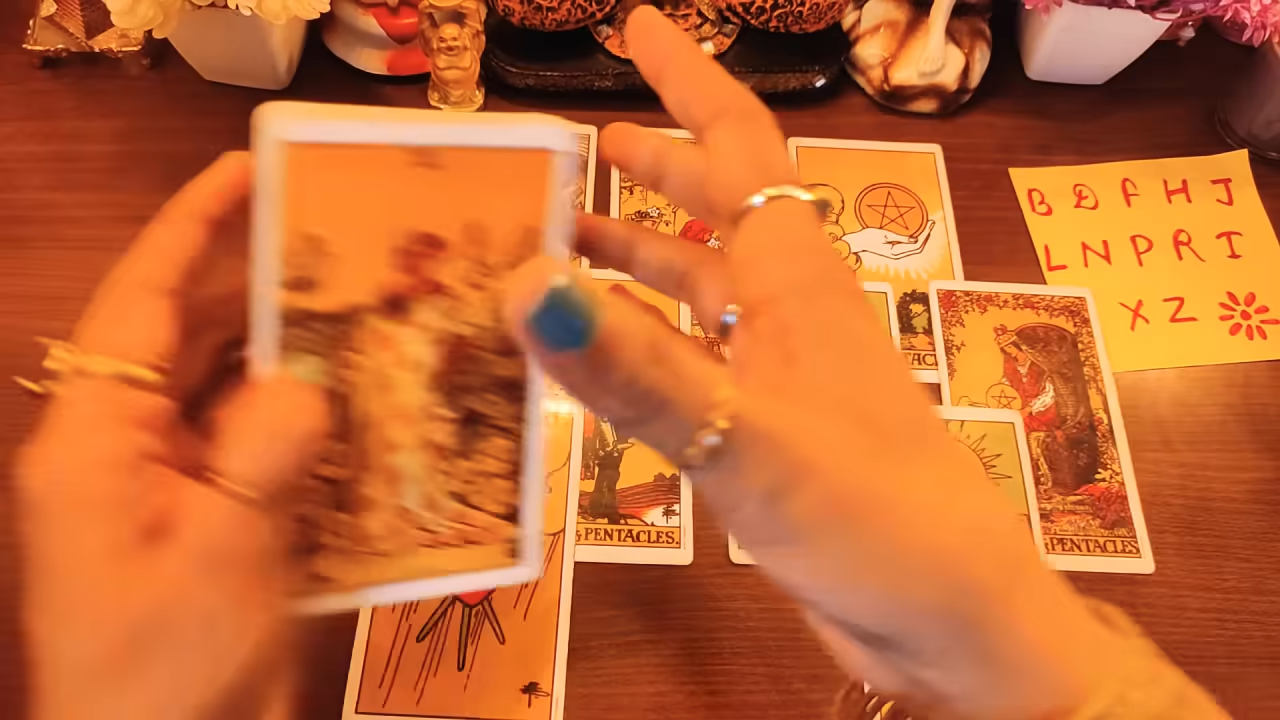 B D F H J
L N P R I
X Z
PENTACLES.
PENTACLES